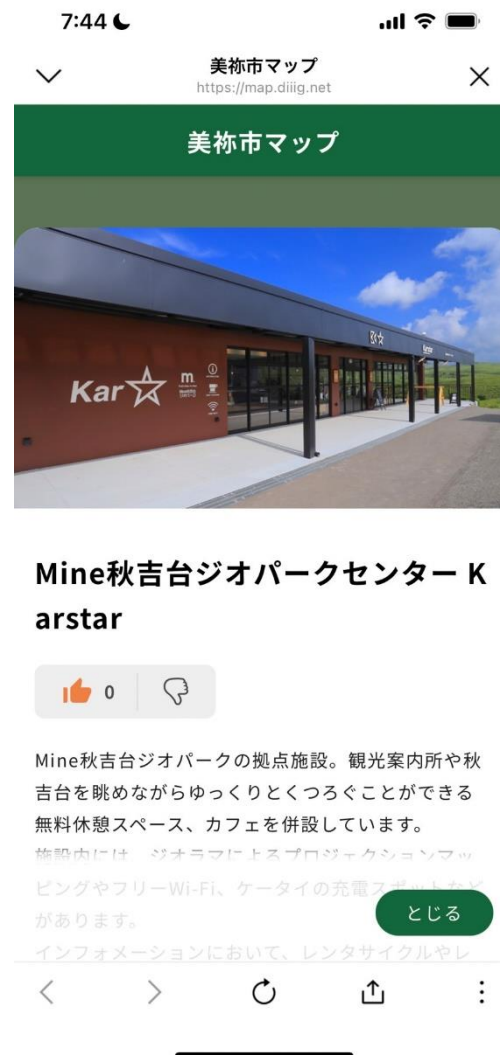 7:44
美祢市マップ
https://map.diiig.net
美祢市マップ
Kar
m
Karstar
Mine秋吉台ジオパークセンター K
arstar
0
Mine秋吉台ジオパークの拠点施設。観光案内所や秋
吉台を眺めながらゆっくりとくつろぐことができる
無料休憩スペース、カフェを併設しています。
施設内には、ジオラマによるプロジェクションマッ
ピングやフリーWi-Fi、ケータイの充電スポットなど
があります。
インフォメーションにおいて、レンタサイクルやレ
とじる